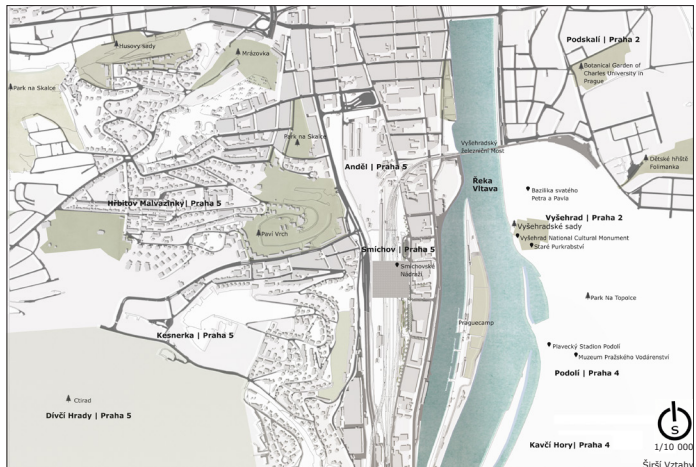 Husovy sady
Mrázovka
Podskalí | Praha 2
Botanical Garden of
Charles University in
Prague
Park na Skalce
Park na Skalce
Vyšehradský
železniční Most
Anděl | Praha 5
Dětské hřiště
Folimanka
Řeka
Vltava
Bazilika svatého
Petra a Pavla
Hřbitov Malvazinky| Praha 5
Vyšehrad | Praha 2
Vyšehradské sady
Paví Vrch
Vyšehrad National Cultural Monument
Staré Purkrabství
Smíchov | Praha 5
Smíchovské
Nádraží
Park Na Topolce
Praguecamp
Kesnerka | Praha 5
Plavecký Stadion Podolí
Muzeum Pražského Vodárenství
Podolí | Praha 4
Ctirad
Dívčí Hrady | Praha 5
S
Kavčí Hory| Praha 4
1/10 000
Širší Vztahy